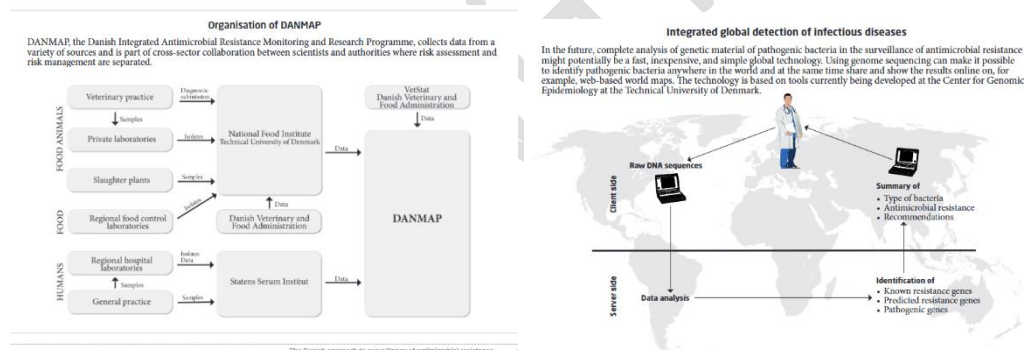 Organisation of DANMAP
DANMAP, the Danish Integrated Antimicrobial Resistance Monitoring and Research Programme, collects data from a
variety of sources and is part of cross-sector collaboration between scientists and authorities where risk assessment and
risk management are separated.
FOOD ANIMALS
Veterinary practice
Diagnostic
submissions
Samples
Private laboratories
Isolates
National Food Institute
Technical University of Denmark
Data
VetStat
Danish Veterinary and
Food Administration
Data
Slaughter plants
Samples
FOOD
Regional food control
laboratories
Isolates
Data
Danish Veterinary and
Food Administration
DANMAP
HUMANS
Regional hospital
laboratories
Isolates
Data
Samples
General practice
Samples
Statens Serum Institut
Data
The Danish approach to surveillance of antimicrobial resistance
Integrated global detection of infectious diseases
In the future, complete analysis of genetic material of pathogenic bacteria in the surveillance of antimicrobial resistance
might potentially be a fast, inexpensive, and simple global technology. Using genome sequencing can make it possible
to identify pathogenic bacteria anywhere in the world and at the same time share and show the results online on, for
example, web-based world maps. The technology is based on tools currently being developed at the Center for Genomic
Epidemiology at the Technical University of Denmark.
Raw DNA sequences
Client side
Summary of
• Type of bacteria
• Antimicrobial resistance
• Recommendations
Server side
Data analysis
Identification of
• Known resistance genes
• Predicted resistance genes
• Pathogenic genes